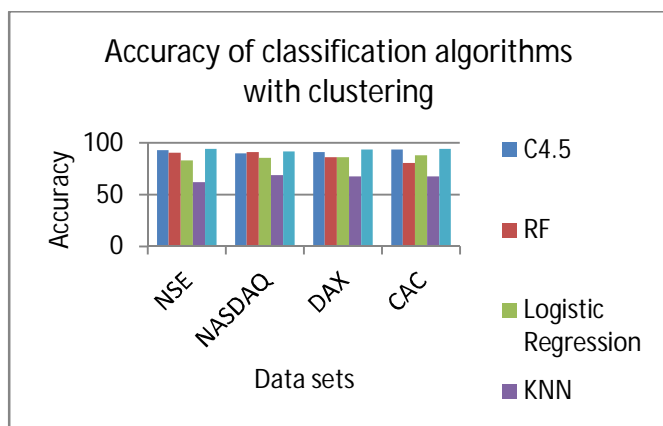 Accuracy of classification algorithms
with clustering
Accuracy
100
50
0
NSE
NASDAQ
DAX
CAC
Data sets
C4.5
RF
Logistic
Regression
KNN